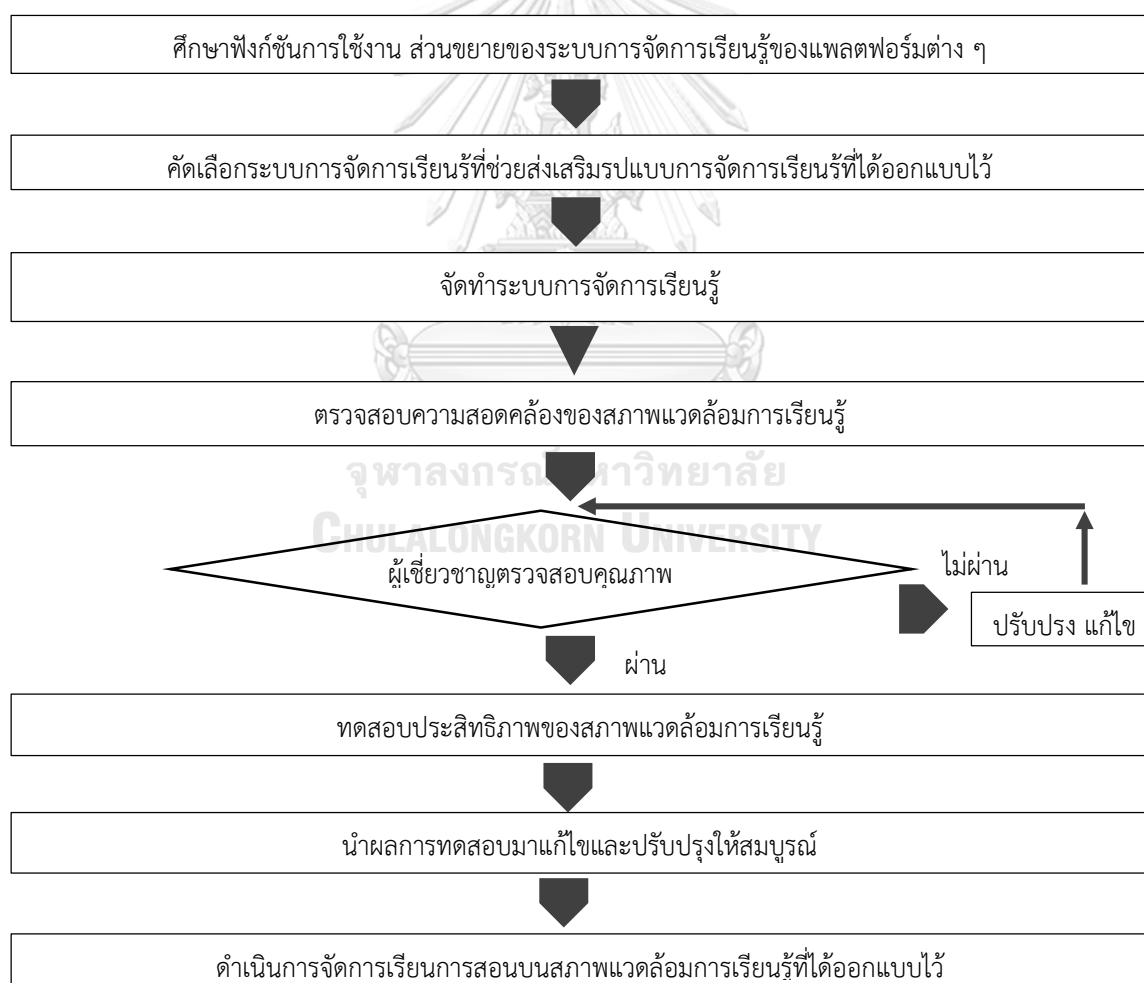 ศึกษาฟังก์ชันการใช้งาน ส่วนขยายของระบบการจัดการเรียนรู้ของแพลตฟอร์มต่าง ๆ
คัดเลือกระบบการจัดการเรียนรู้ที่ช่วยส่งเสริมรูปแบบการจัดการเรียนรู้ที่ได้ออกแบบไว้
จัดทำระบบการจัดการเรียนรู้
ตรวจสอบความสอดคล้องของสภาพแวดล้อมการเรียนรู้
จุฬาลงกรณ์มหาวิทยาลัย
CHULALONGKORN UNIVERSITY
ผู้เชี่ยวชาญตรวจสอบคุณภาพ
ไม่ผ่าน
ปรับปรุง แก้ไข
ผ่าน
ทดสอบประสิทธิภาพของสภาพแวดล้อมการเรียนรู้
นำผลการทดสอบมาแก้ไขและปรับปรุงให้สมบูรณ์
ดำเนินการจัดการเรียนการสอนบนสภาพแวดล้อมการเรียนรู้ที่ได้ออกแบบไว้